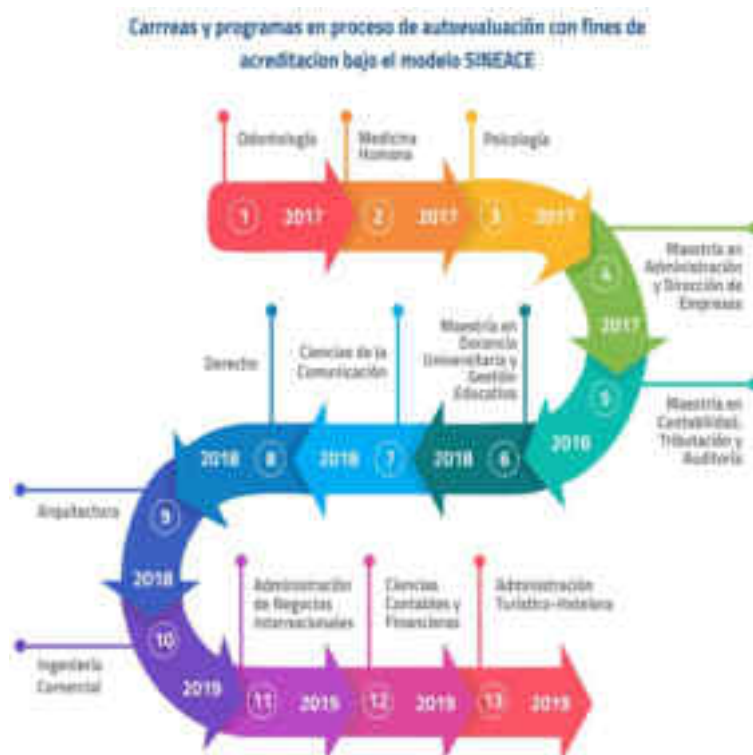 Carrreas y programas en proceso de autoevaluación con fines de
acreditacion bajo el modelo SINEACE
Odontología
Medicina
Humana
Psicología
1 2017
2 2017
3 2017
4
2017
Maestría en
Administración
y Dirección de
Empresas
5
2018
Maestría en
Contabilidad,
Tributación y
Auditoría
Maestría en
Docencia
Universitaria y
Gestión
Educativa
Ciencias de la
Comunicación
Derecho
2018 8
2018 7
2018 6
Arquitectura
9
2018
10
2019
Ingeniería
Comercial
Administración
de Negocios
Internacionales
Ciencias
Contables y
Financieras
Administración
Turístico-Hotelera
11 2019
12 2019
13 2019